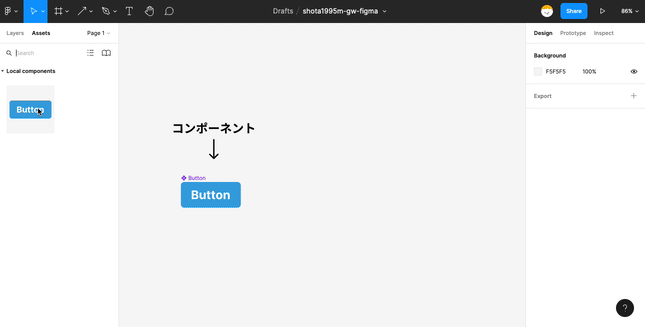 Drafts / shota1995m-gw-figma
Share
86%
Layers
Assets
Page 1
Search
Local components
Button
コンポーネント
↓
Button
Button
Design
Prototype
Inspect
Background
F5F5F5
100%
Export
?